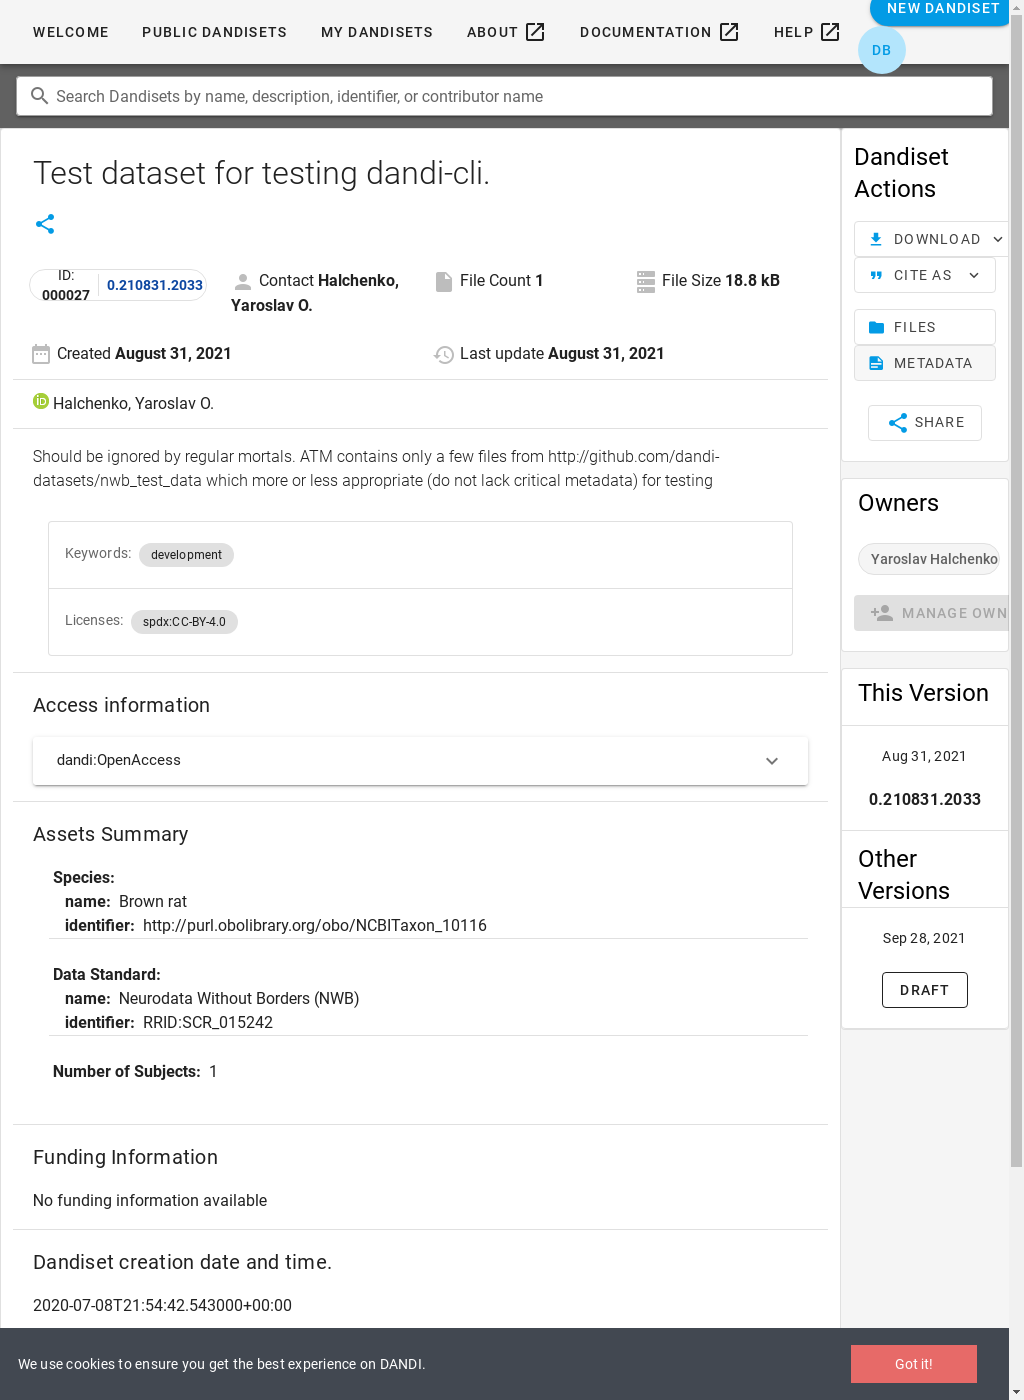 WELCOME
PUBLIC DANDISETS
MY DANDISETS
ABOUT
DOCUMENTATION
HELP
NEW DANDISET
DB
Search Dandisets by name, description, identifier, or contributor name
Test dataset for testing dandi-cli.
ID:
000027
0.210831.2033
Contact Halchenko,
Yaroslav O.
File Count 1
File Size 18.8 kB
Created August 31, 2021
Last update August 31, 2021
Halchenko, Yaroslav O.
Should be ignored by regular mortals. ATM contains only a few files from http://github.com/dandi-
datasets/nwb_test_data which more or less appropriate (do not lack critical metadata) for testing
Keywords: development
Licenses: spdx:CC-BY-4.0
Access information
dandi:OpenAccess
Assets Summary
Species:
name: Brown rat
identifier: http://purl.obolibrary.org/obo/NCBITaxon_10116
Data Standard:
name: Neurodata Without Borders (NWB)
identifier: RRID:SCR_015242
Number of Subjects: 1
Funding Information
No funding information available
Dandiset creation date and time.
2020-07-08T21:54:42.543000+00:00
Dandiset
Actions
DOWNLOAD
CITE AS
FILES
METADATA
SHARE
Owners
Yaroslav Halchenko
MANAGE OWN
This Version
Aug 31, 2021
0.210831.2033
Other
Versions
Sep 28, 2021
DRAFT
We use cookies to ensure you get the best experience on DANDI.
Got it!